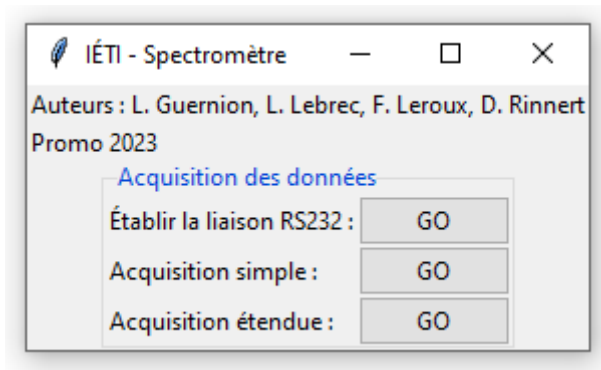 IÉTI - Spectromètre
Auteurs : L. Guernion, L. Lebrec, F. Leroux, D. Rinnert
Promo 2023
Acquisition des données
Établir la liaison RS232 : GO
Acquisition simple : GO
Acquisition étendue : GO